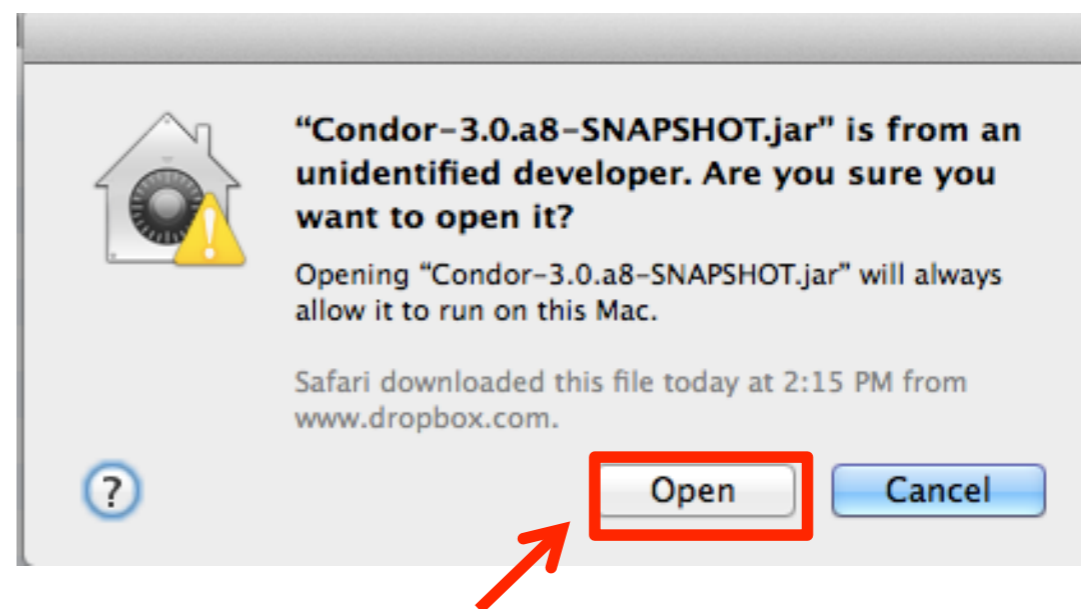 “Condor-3.0.a8-SNAPSHOT.jar” is from an
unidentified developer. Are you sure you
want to open it?
Opening “Condor-3.0.a8-SNAPSHOT.jar” will always
allow it to run on this Mac.
Safari downloaded this file today at 2:15 PM from
www.dropbox.com.
?
Open
Cancel